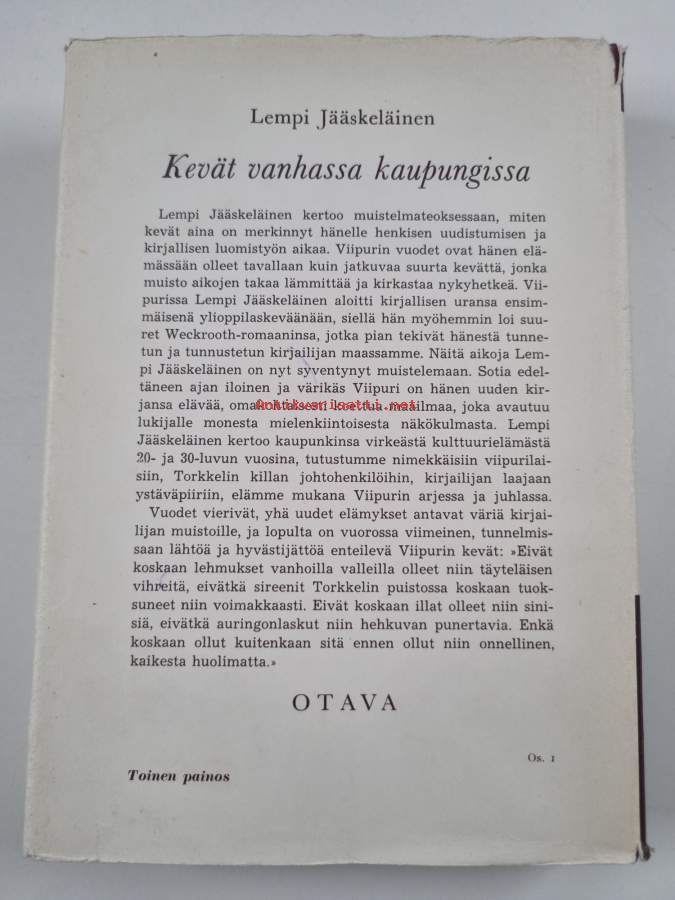 Lempi Jääskeläinen
Kevät vanhassa kaupungissa
Lempi Jääskeläinen kertoo muistelmateoksessaan, miten
kevät aina on merkinnyt hänelle henkisen uudistumisen ja
kirjallisen luomistyön aikaa. Viipurin vuodet ovat hänen elä-
mässään olleet tavallaan kuin jatkuvaa suurta kevättä, jonka
muisto aikojen takaa lämmittää ja kirkastaa nykyhetkeä. Vii-
purissa Lempi Jääskeläinen aloitti kirjallisen uransa ensim-
mäisenä ylioppilaskeväänään, siellä hän myöhemmin loi suu-
ret Weckrooth-romaaninsa, jotka pian tekivät hänestä tunne-
tun ja tunnustetun kirjailijan maassamme. Näitä aikoja Lem-
pi Jääskeläinen on nyt syventynyt muistelemaan. Sotia edel-
täneen ajan iloinen ja värikäs Viipuri on hänen uuden kir-
jansa elävää, omakohtaisesti koettua maailmaa, joka avautuu
Antikvariaatti.net
lukijalle monesta mielenkiintoisesta näkökulmasta. Lempi
Jääskeläinen kertoo kaupunkinsa virkeästä kulttuurielämästä
20- ja 30-luvun vuosina, tutustumme nimekkäisiin viipurilai-
siin, Torkkelin killan johtohenkilöihin, kirjailijan laajaan
ystäväpiiriin, elämme mukana Viipurin arjessa ja juhlassa.
Vuodet vierivät, yhä uudet elämykset antavat väriä kirjai-
lijan muistoille, ja lopulta on vuorossa viimeinen, tunnelmis-
saan lähtöä ja hyvästijättöä enteilevä Viipurin kevät: »Eivät
koskaan lehmukset vanhoilla valleilla olleet niin täyteläisen
vihreitä, eivätkä sireenit Torkkelin puistossa koskaan tuok-
suneet niin voimakkaasti. Eivät koskaan illat olleet niin sini-
siä, eivätkä auringonlaskut niin hehkuvan punertavia. Enkä
koskaan ollut kuitenkaan sitä ennen ollut niin onnellinen,
kaikesta huolimatta.»
OTAVA
Os. 1
Toinen painos